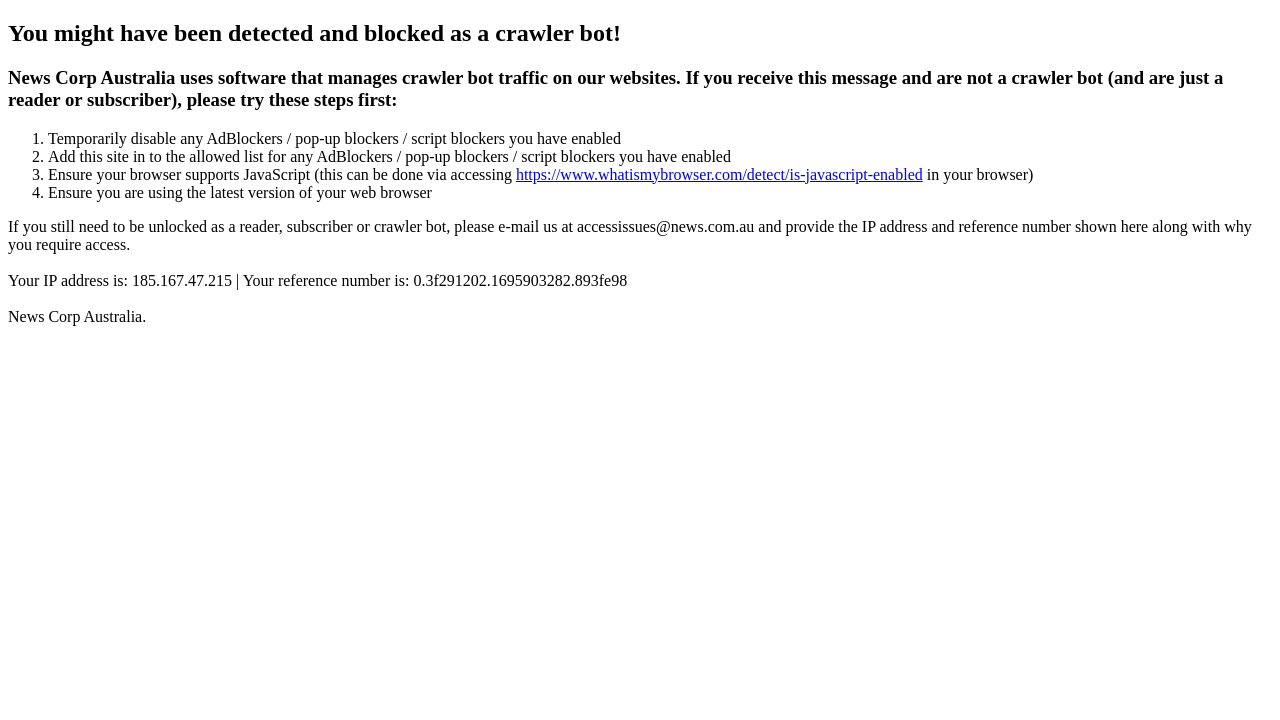 You might have been detected and blocked as a crawler bot!
News Corp Australia uses software that manages crawler bot traffic on our websites. If you receive this message and are not a crawler bot (and are just a
reader or subscriber), please try these steps first:
1. Temporarily disable any AdBlockers / pop-up blockers / script blockers you have enabled
2. Add this site in to the allowed list for any AdBlockers / pop-up blockers / script blockers you have enabled
3. Ensure your browser supports JavaScript (this can be done via accessing https://www.whatismybrowser.com/detect/is-javascript-enabled in your browser)
4. Ensure you are using the latest version of your web browser
If you still need to be unlocked as a reader, subscriber or crawler bot, please e-mail us at accessissues@news.com.au and provide the IP address and reference number shown here along with why
you require access.
Your IP address is: 185.167.47.215 | Your reference number is: 0.3f291202.1695903282.893fe98
News Corp Australia.